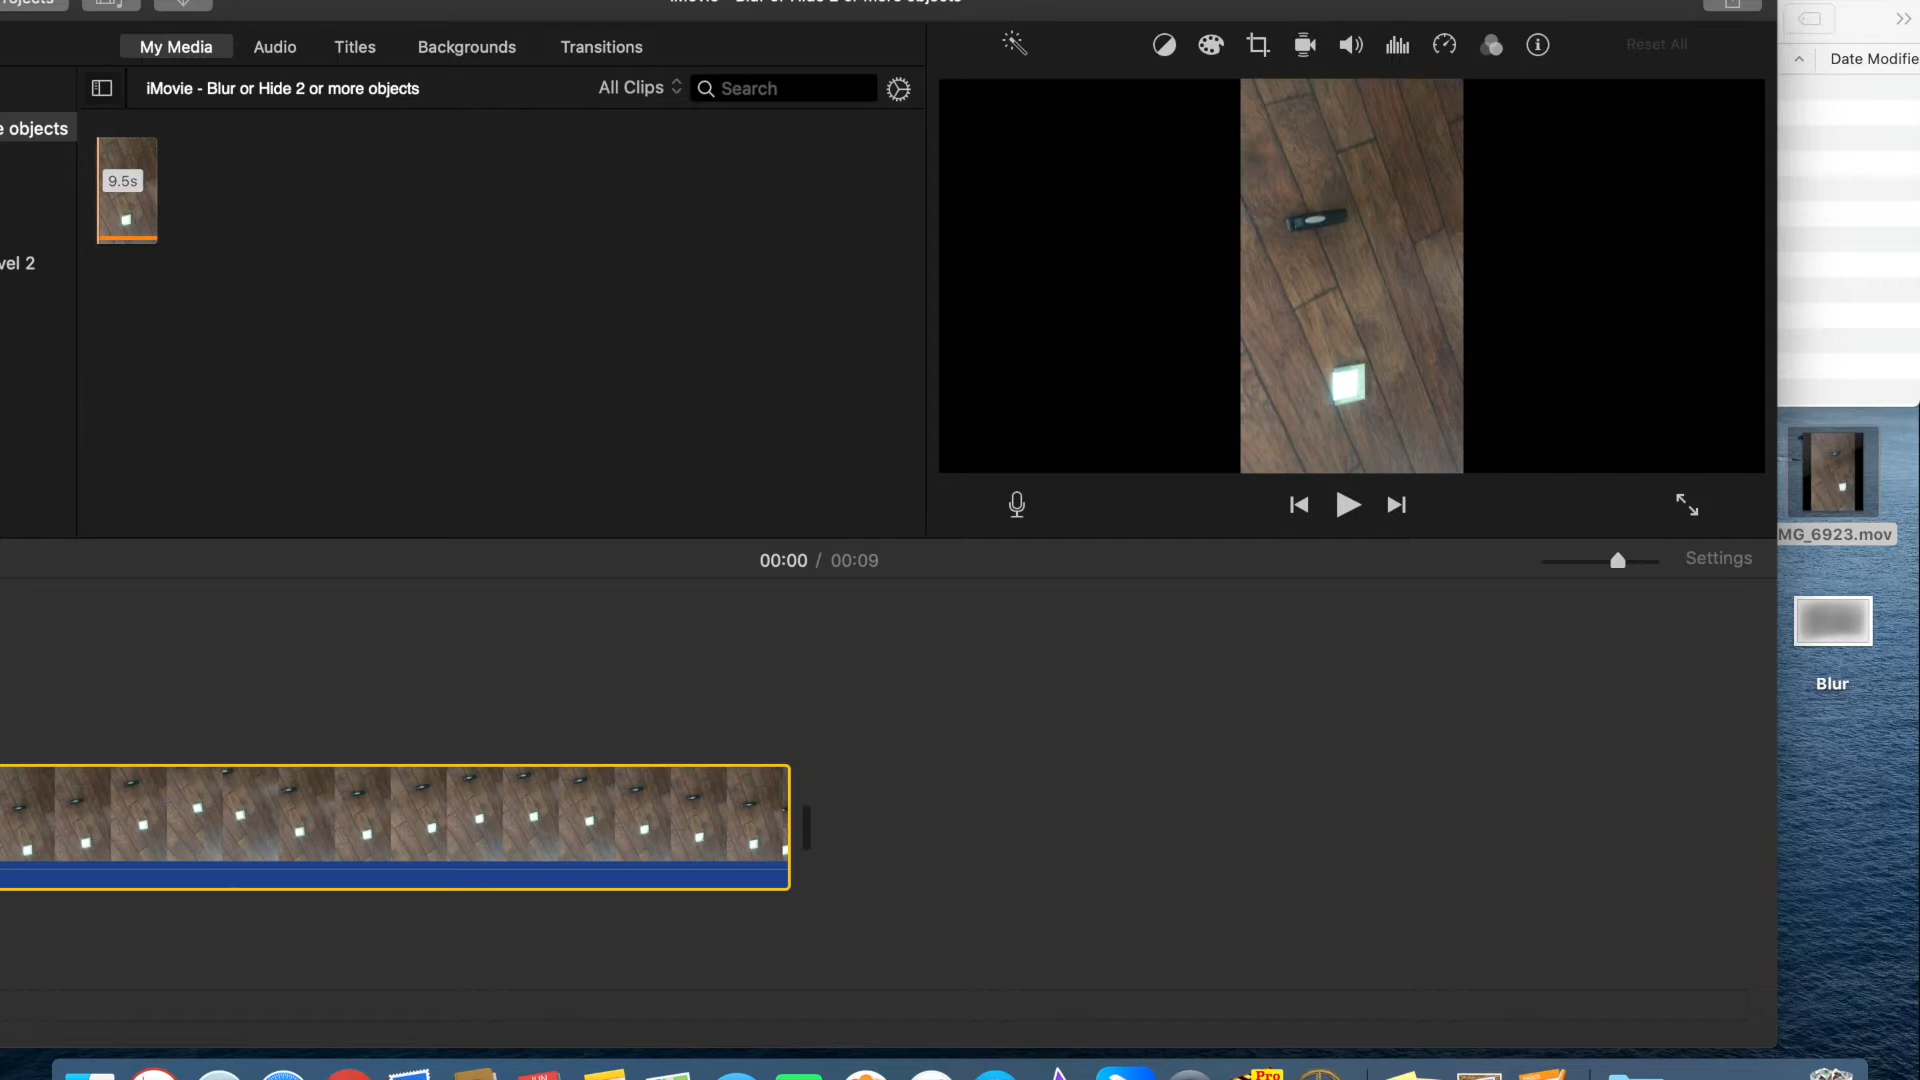 My Media Audio Titles Backgrounds Transitions Reset All
Date Modifie
iMovie - Blur or Hide 2 or more objects All Clips Search
e objects
9.5s
vel 2
MG_6923.mov
00:00 / 00:09 Settings
Blur
Pro